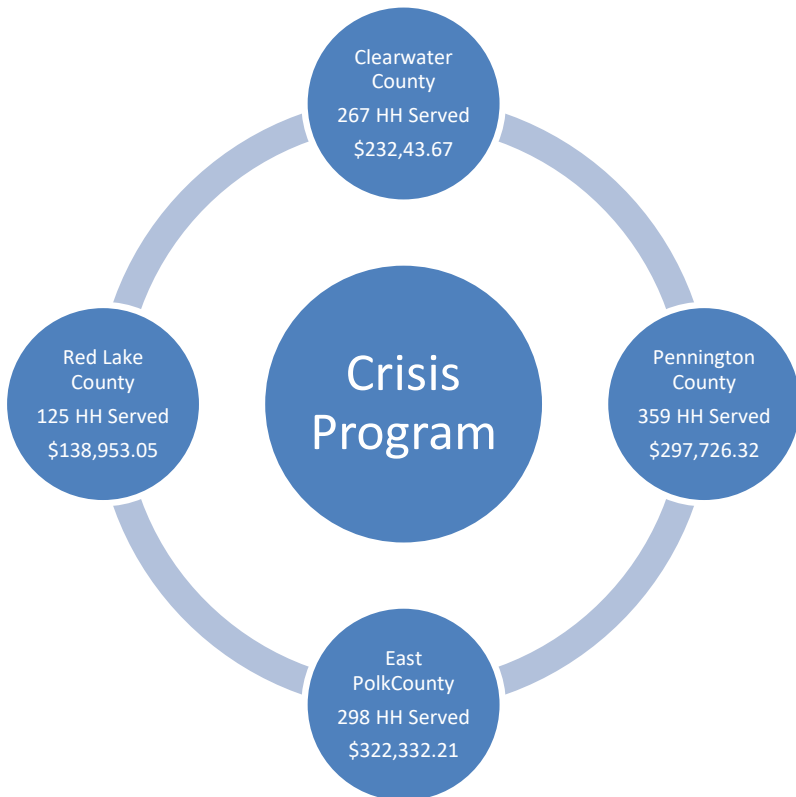 Clearwater
County
267 HH Served
$232,43.67
Red Lake
County
125 HH Served
$138,953.05
Crisis
Program
Pennington
County
359 HH Served
$297,726.32
East
PolkCounty
298 HH Served
$322,332.21